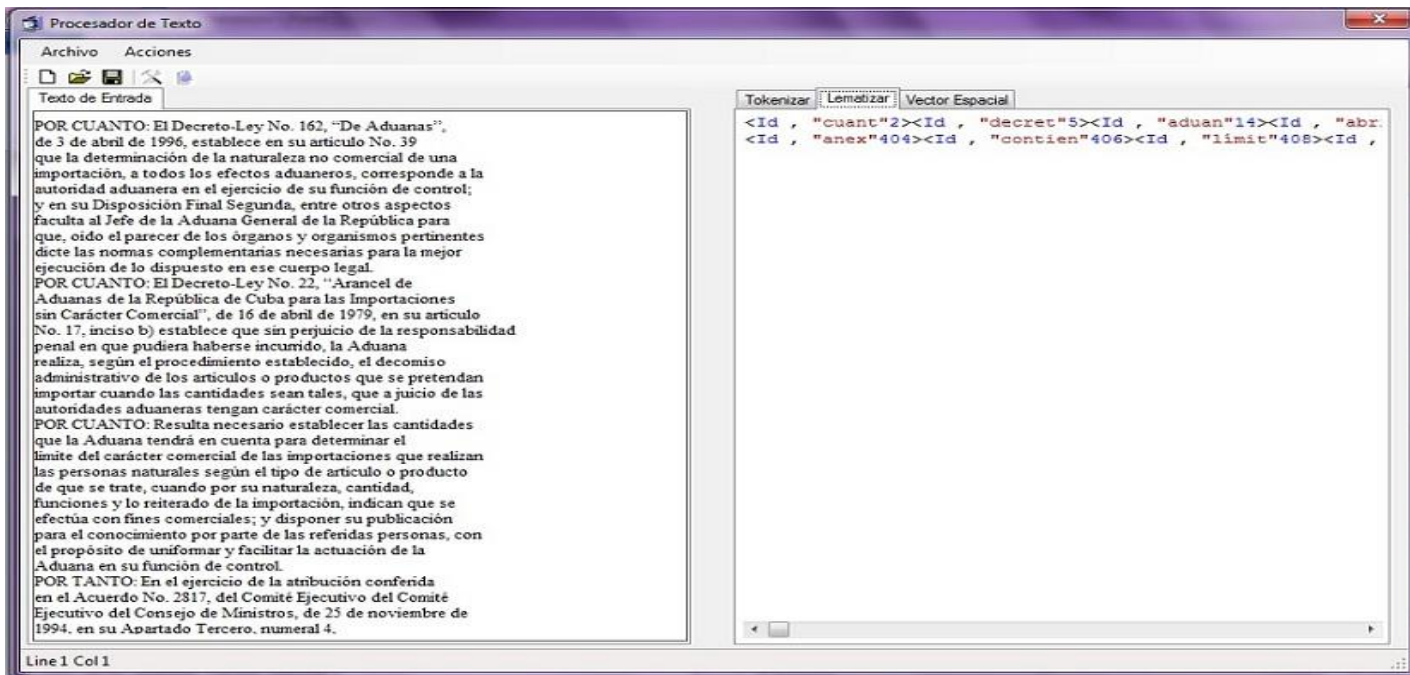 Procesador de Texto
Archivo Acciones
Texto de Entrada
POR CUANTO: El Decreto-Ley No. 162, “De Aduanas”,
de 3 de abril de 1996, establece en su articulo No. 39
que la determinación de la naturaleza no comercial de una
importación, a todos los efectos aduaneros, corresponde a la
autoridad aduanera en el ejercicio de su función de control;
y en su Disposición Final Segunda, entre otros aspectos
faculta al Jefe de la Aduana General de la República para
que, oido el parecer de los órganos y organismos pertinentes
dicte las normas complementarias necesarias para la mejor
ejecución de lo dispuesto en ese cuerpo legal.
POR CUANTO: El Decreto-Ley No. 22, “Arancel de
Aduanas de la República de Cuba para las Importaciones
sin Carácter Comercial”, de 16 de abril de 1979, en su articulo
No. 17, inciso b) establece que sin perjuicio de la responsabilidad
penal en que pudiera haberse incurrido, la Aduana
realiza, según el procedimiento establecido, el decomiso
administrativo de los articulos o productos que se pretendan
importar cuando las cantidades sean tales, que a juicio de las
autoridades aduaneras tengan carácter comercial.
POR CUANTO: Resulta necesario establecer las cantidades
que la Aduana tendrá en cuenta para determinar el
limite del carácter comercial de las importaciones que realizan
las personas naturales según el tipo de articulo o producto
de que se trate, cuando por su naturaleza, cantidad,
funciones y lo reiterado de la importación, indican que se
efectúa con fines comerciales; y disponer su publicación
para el conocimiento por parte de las referidas personas, con
el propósito de uniformar y facilitar la actuación de la
Aduana en su función de control.
POR TANTO: En el ejercicio de la atribución conferida
en el Acuerdo No. 2817, del Comité Ejecutivo del Comité
Ejecutivo del Consejo de Ministros, de 25 de noviembre de
1994, en su Apartado Tercero, numeral 4,
Tokenizar Lematizar Vector Espacial
<Id , "cuant"2><Id , "decret"5><Id , "aduan"14><Id , "abr
<Id , "anex"404><Id , "contien"406><Id , "límit"408><Id ,
Line 1 Col 1